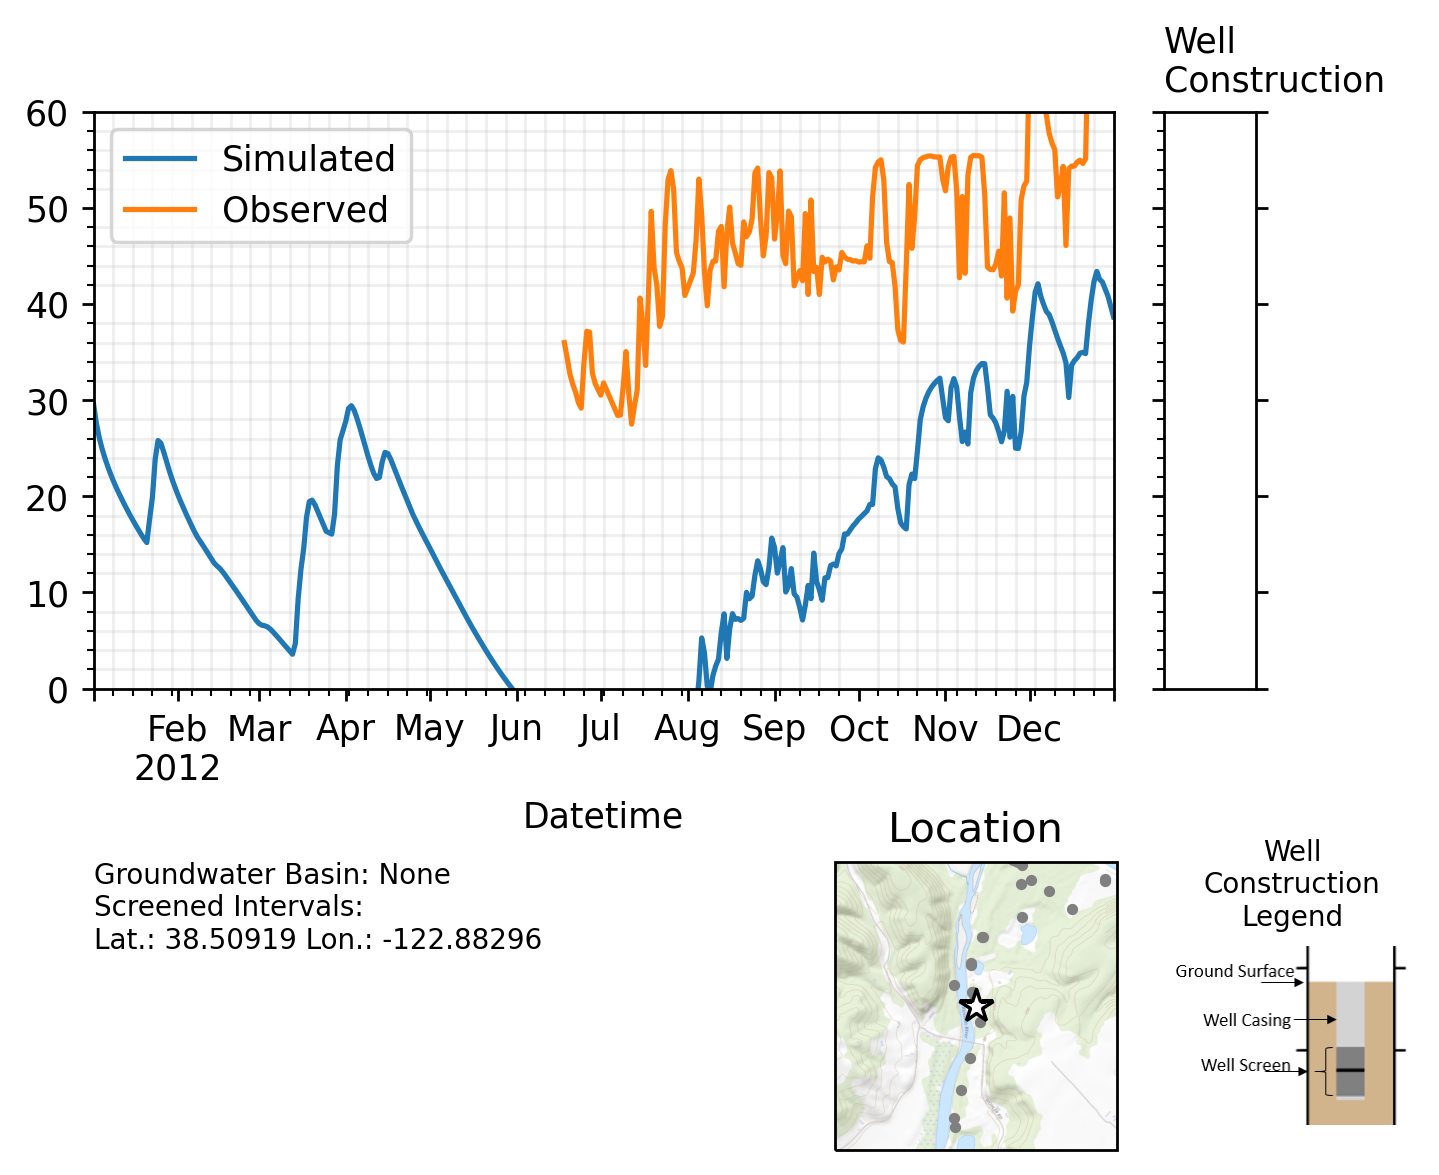 Well
Construction
60
50
40
30
20
10
0
Simulated
Observed
Feb Mar Apr May Jun Jul Aug Sep Oct Nov Dec
2012
Datetime
Groundwater Basin: None
Screened Intervals:
Lat.: 38.50919 Lon.: -122.88296
Location
Well
Construction
Legend
Ground Surface
Well Casing
Well Screen